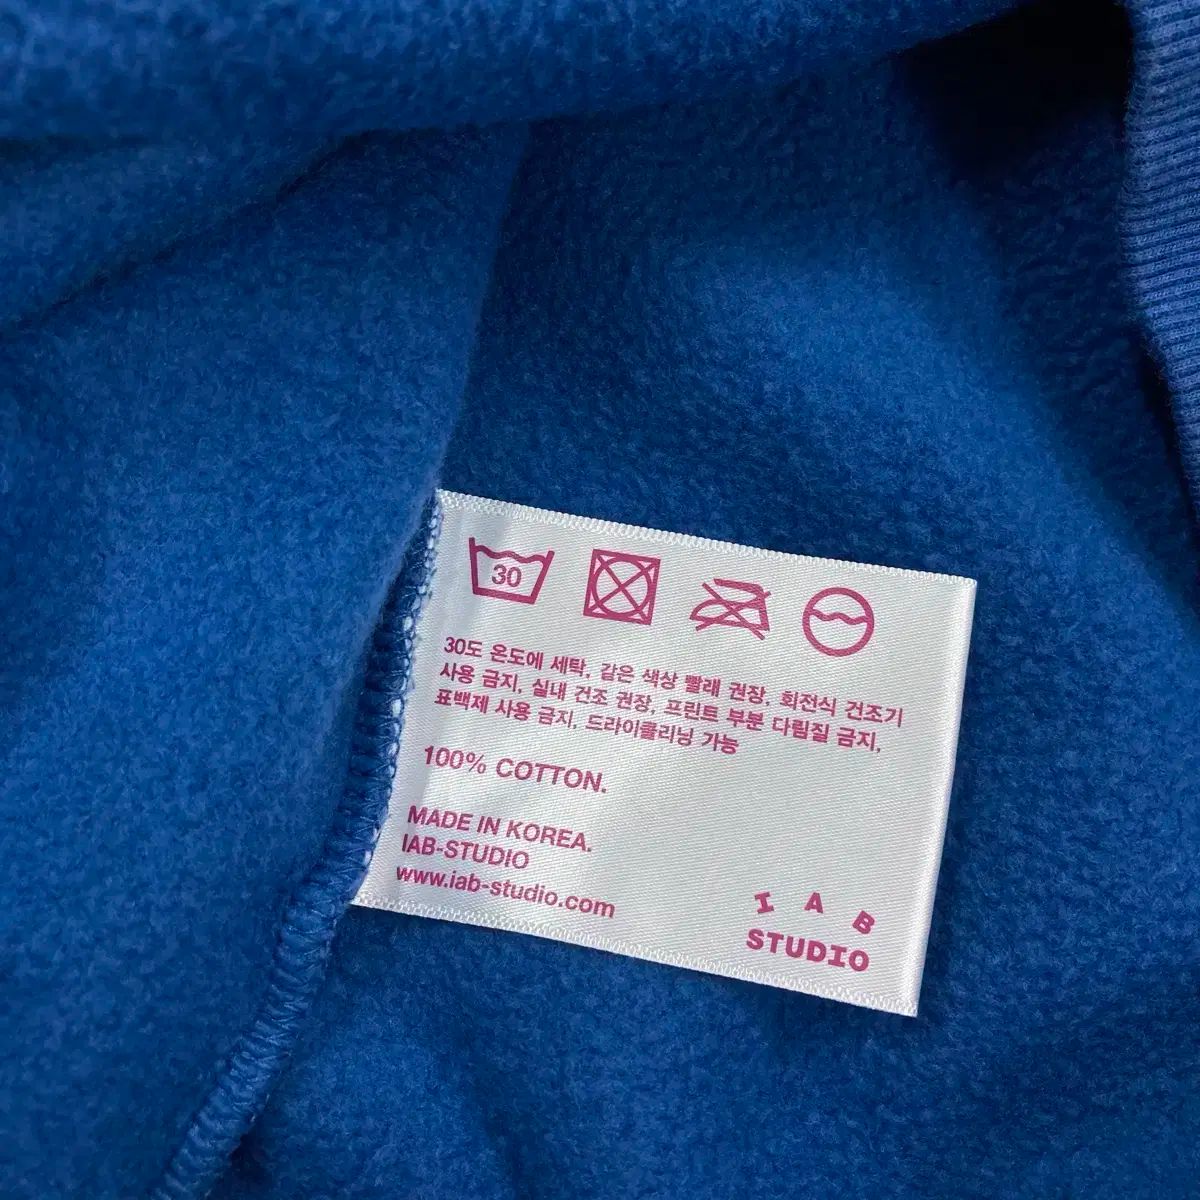 30
30도 온도에 세탁, 같은 색상 빨래 권장, 회전식 건조기
사용 금지, 실내 건조 권장, 프린트 부분 다림질 금지,
표백제 사용 금지, 드라이클리닝 가능
100% COTTON.
MADE IN KOREA.
IAB-STUDIO
www.iab-studio.com
I A B
STUDIO